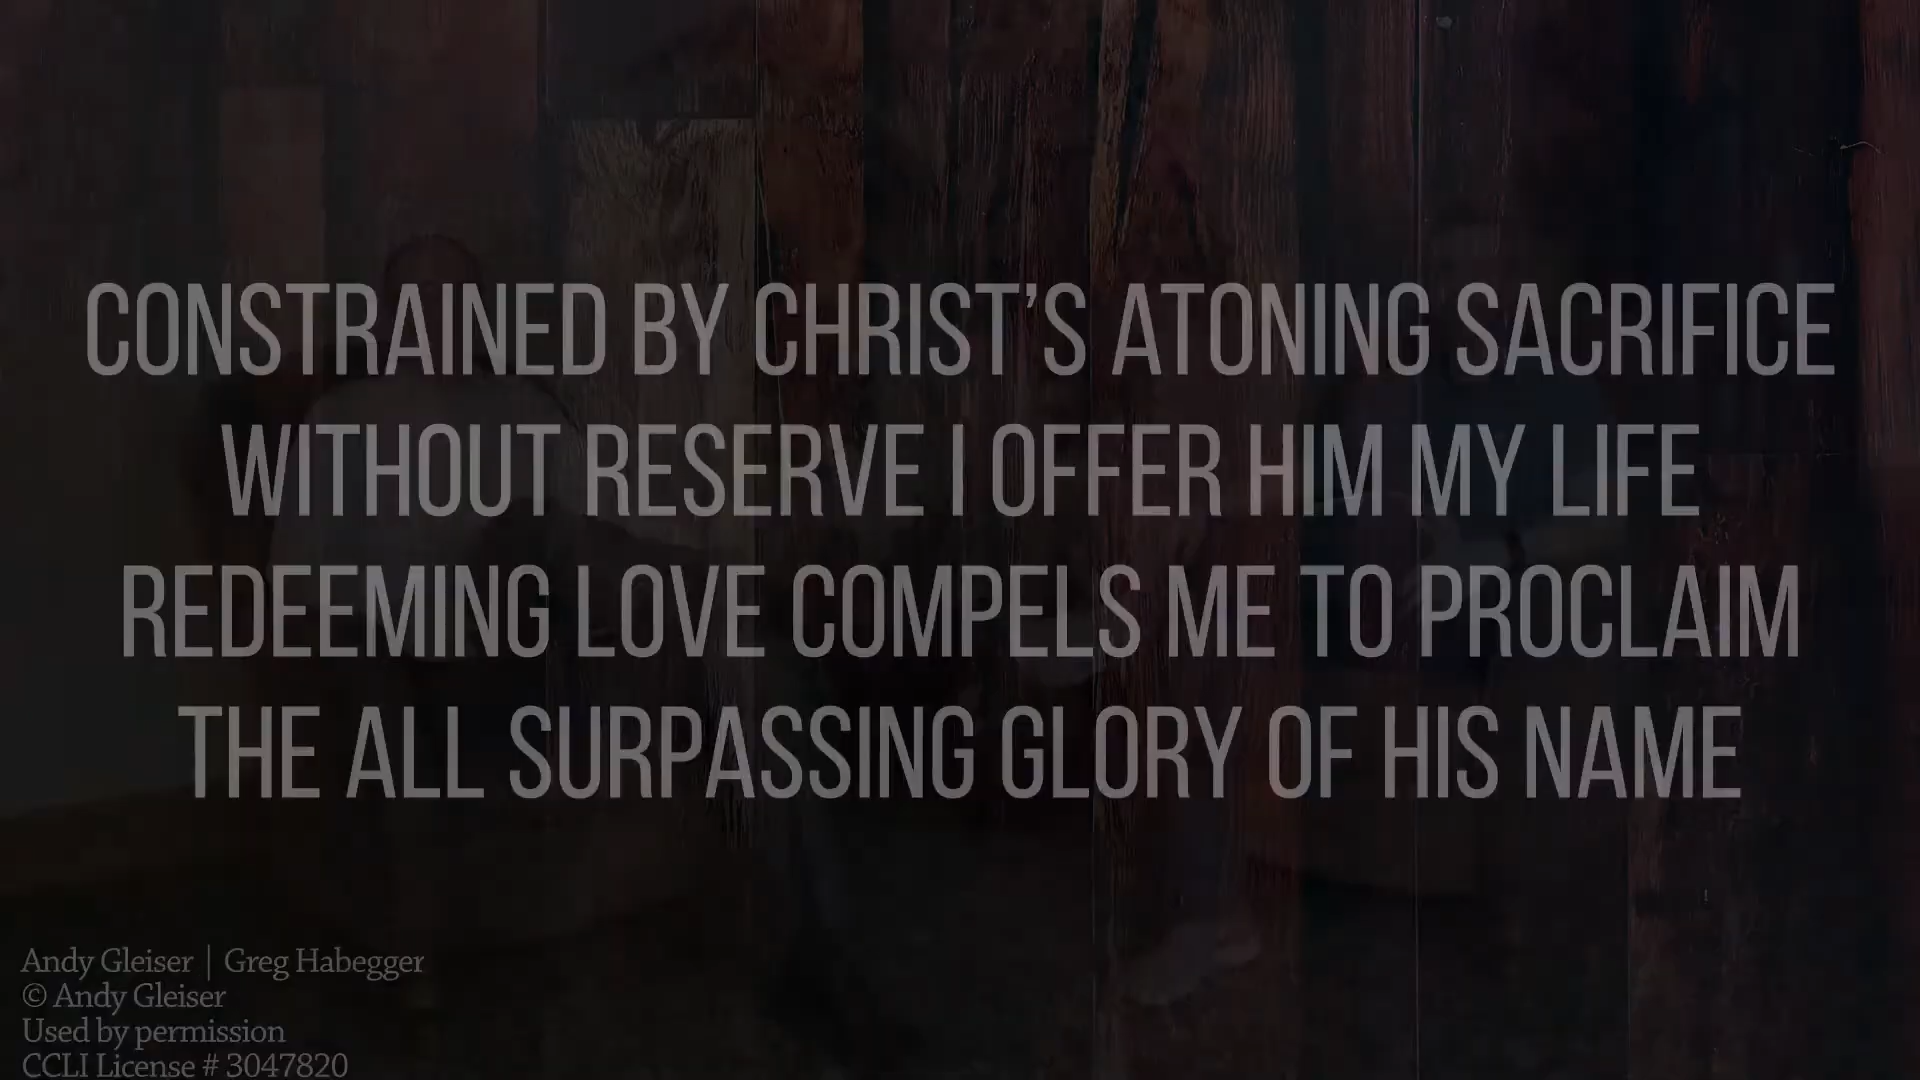 CONSTRAINED BY CHRIST’S ATONING SACRIFICE
WITHOUT RESERVE I OFFER HIM MY LIFE
REDEEMING LOVE COMPELS ME TO PROCLAIM
THE ALL SURPASSING GLORY OF HIS NAME
Andy Gleiser | Greg Habegger
© Andy Gleiser
Used by permission
CCLI License # 3047820